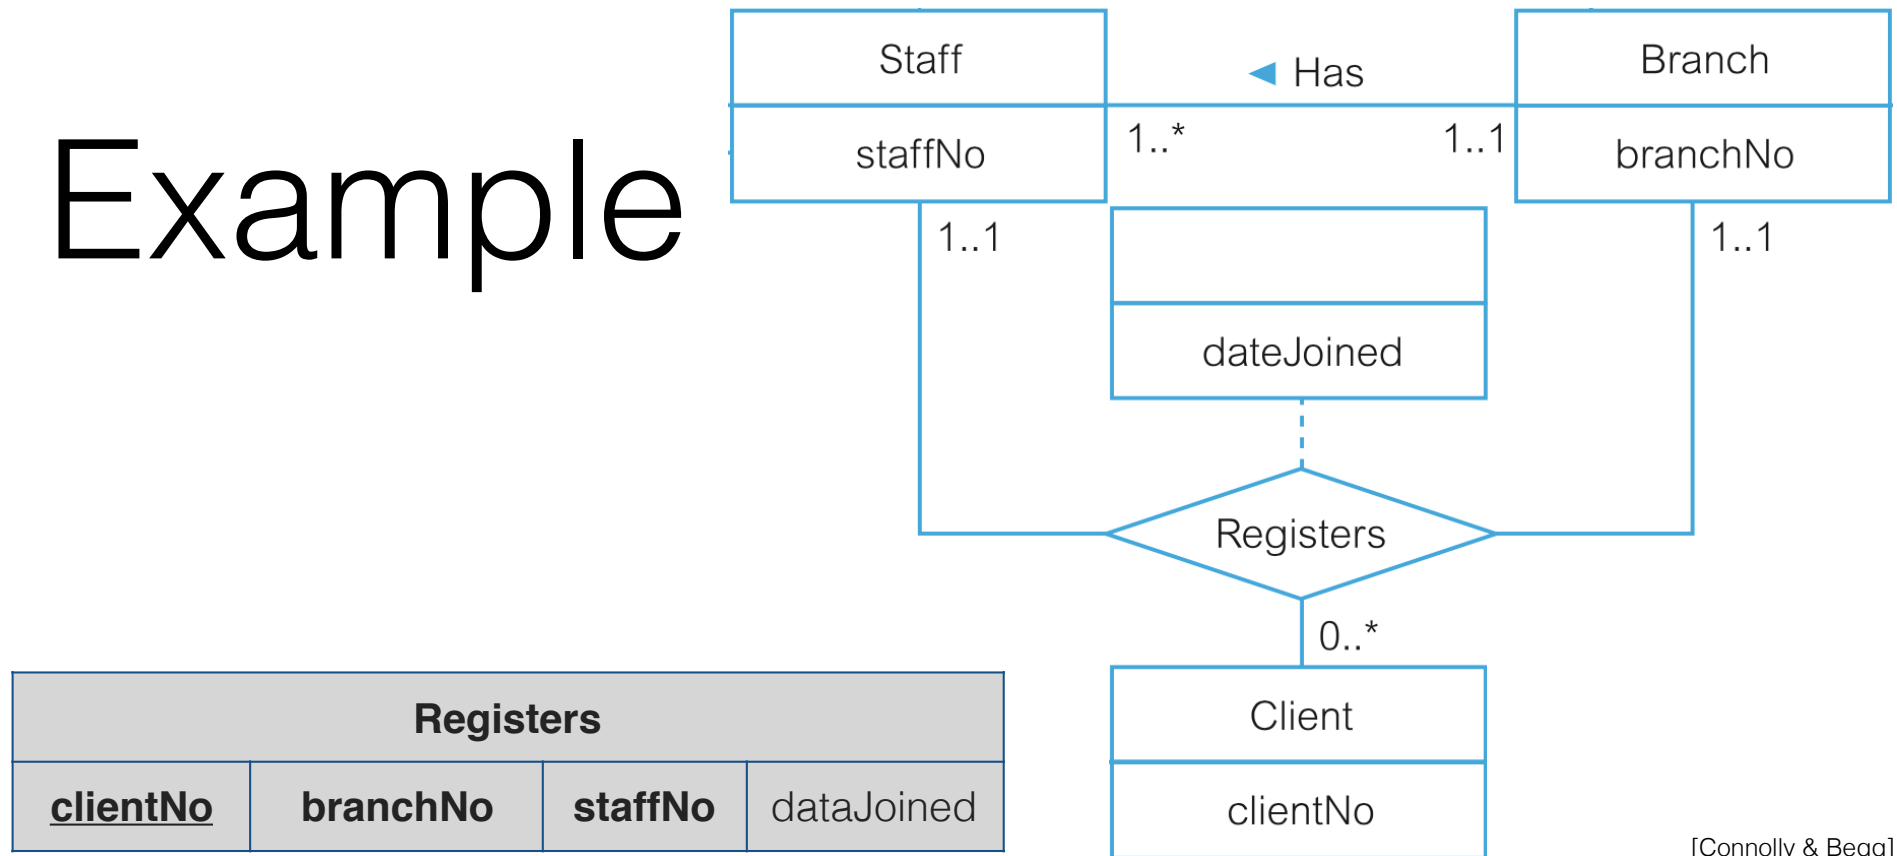 Example
Staff
◄ Has
Branch
staffNo
1..*
1..1
branchNo
1..1
1..1
dateJoined
Registers
0..*
Client
clientNo
Registers
clientNo branchNo staffNo dataJoined
[Connolly & Begg]